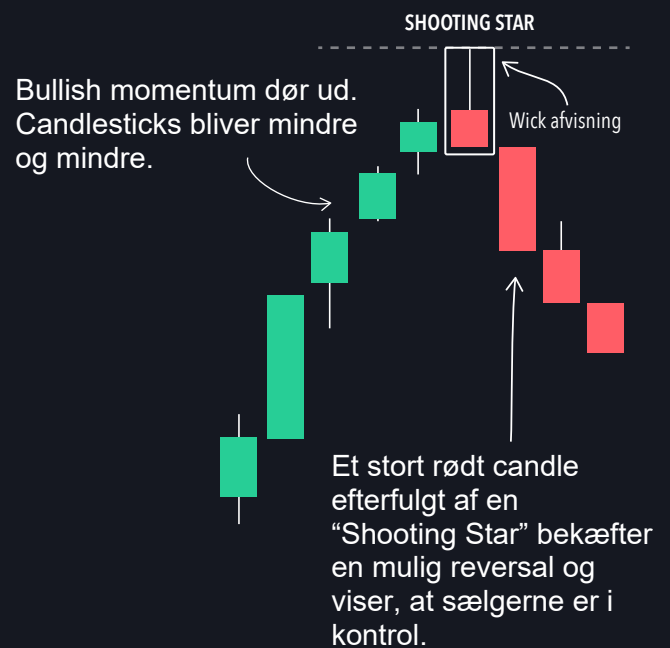 SHOOTING STAR
Bullish momentum dør ud.
Candlesticks bliver mindre
og mindre.
Wick afvisning
Et stort rødt candle
efterfulgt af en
“Shooting Star” bekæfter
en mulig reversal og
viser, at sælgerne er i
kontrol.